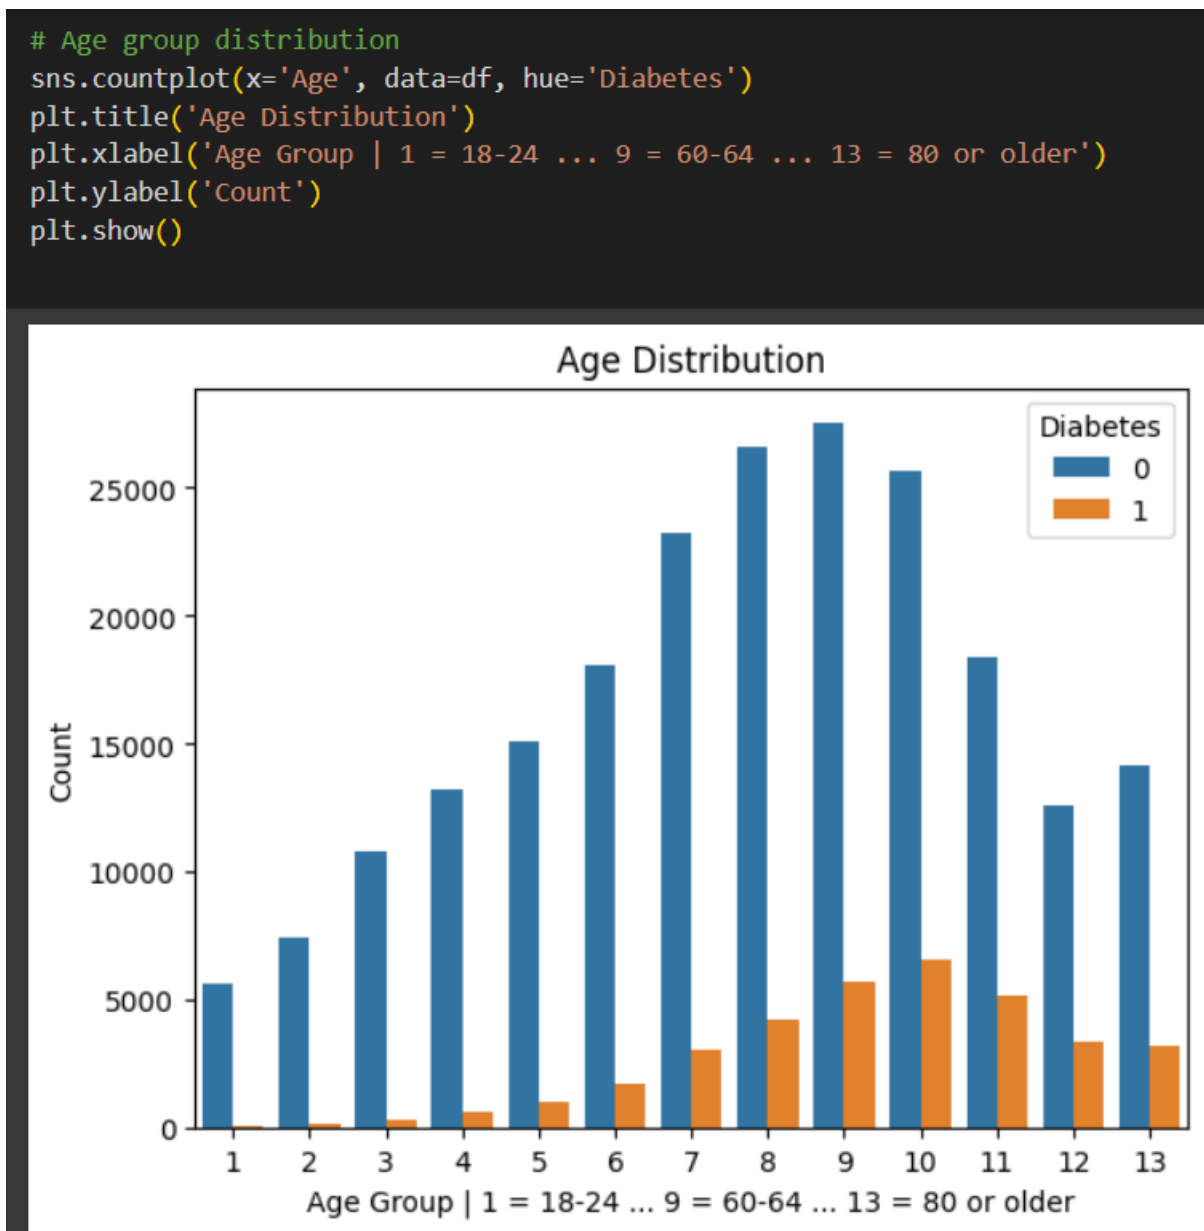 # Age group distribution
sns.countplot(x='Age', data=df, hue='Diabetes')
plt.title('Age Distribution')
plt.xlabel('Age Group | 1 = 18-24 ... 9 = 60-64 ... 13 = 80 or older')
plt.ylabel('Count')
plt.show()
Age Distribution
Diabetes
0
1
25000
20000
15000
10000
5000
0
Count
1 2 3 4 5 6 7 8 9 10 11 12 13
Age Group | 1 = 18-24 ... 9 = 60-64 ... 13 = 80 or older